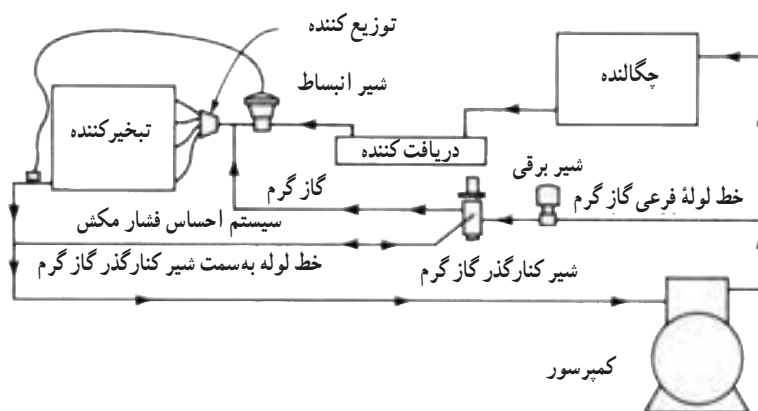 توزیع کننده
چگالنده
شیر انبساط
تبخیرکننده
دریافت کننده
شیر برقی
گاز گرم
خط لولۀ فرعی گاز گرم
سیستم احساس فشار مکش
خط لوله به‌سمت شیر کنارگذر گاز گرم
شیر کنارگذر گاز گرم
کمپرسور